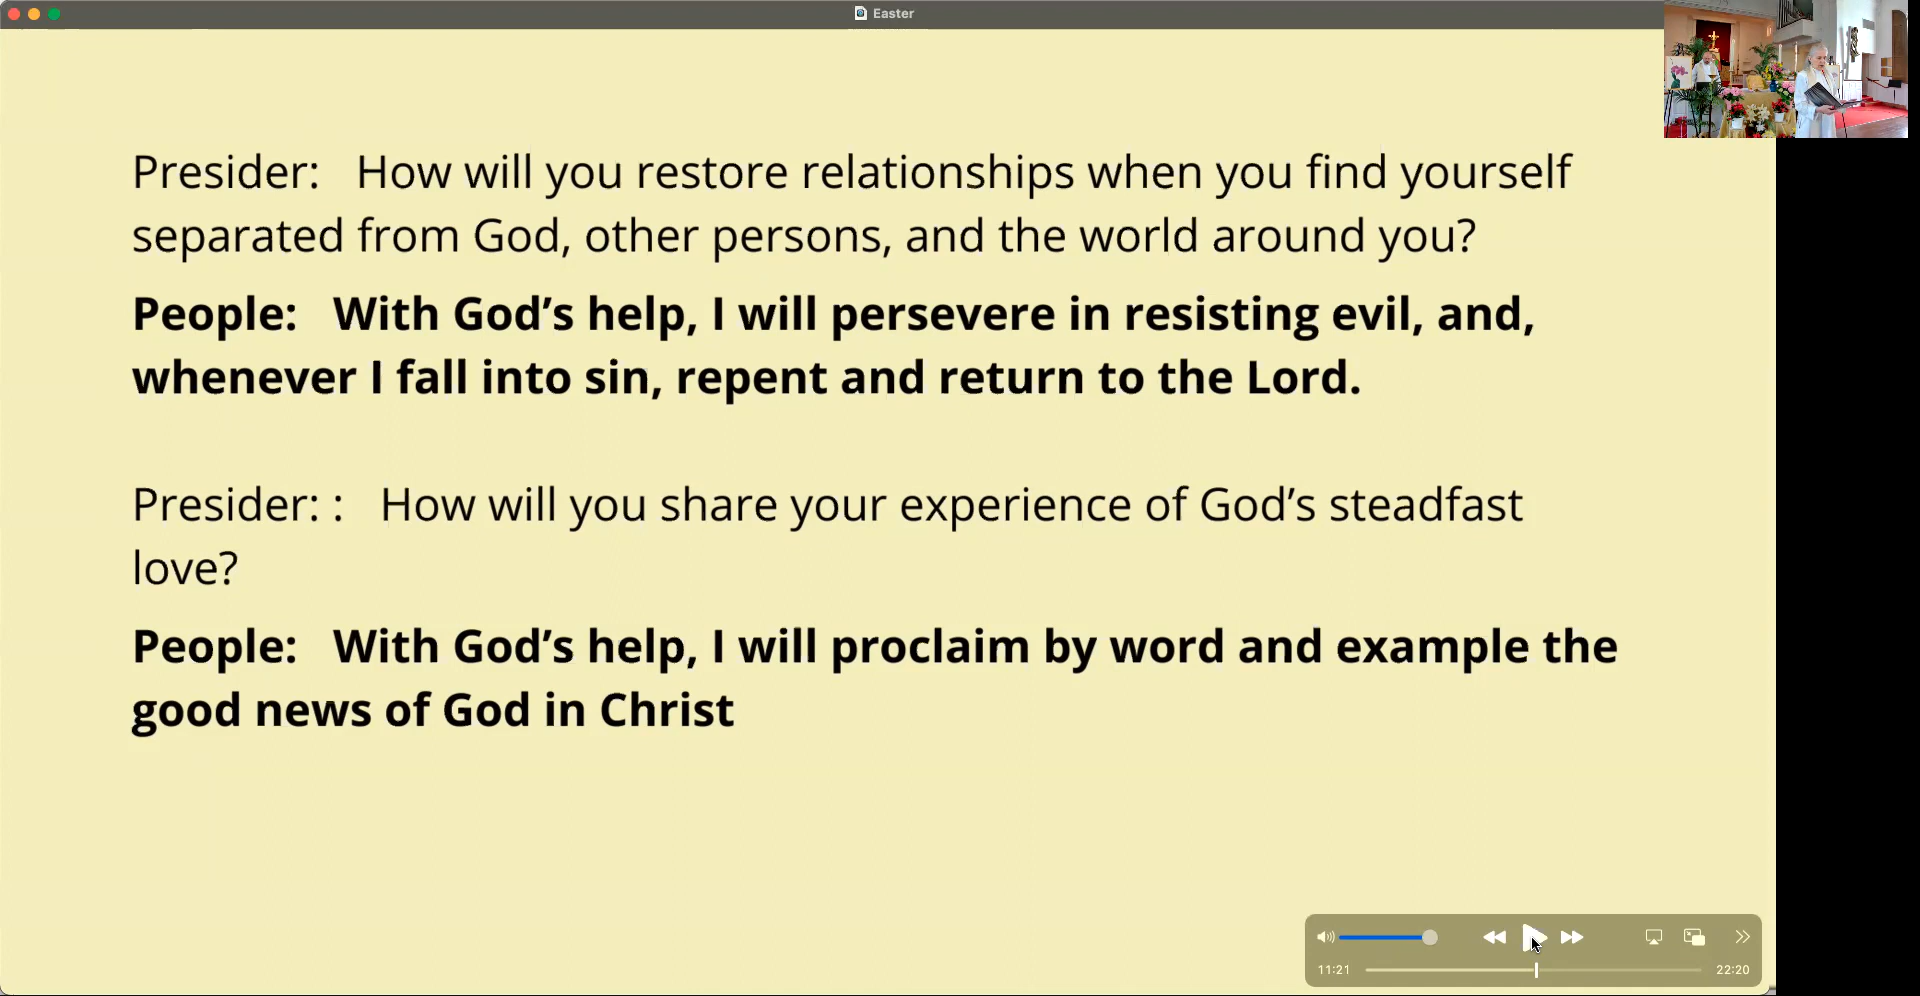 Easter
Presider:   How will you restore relationships when you find yourself
separated from God, other persons, and the world around you?
People:   With God’s help, I will persevere in resisting evil, and,
whenever I fall into sin, repent and return to the Lord.
Presider: :   How will you share your experience of God’s steadfast
love?
People:   With God’s help, I will proclaim by word and example the
good news of God in Christ
11:21
22:20